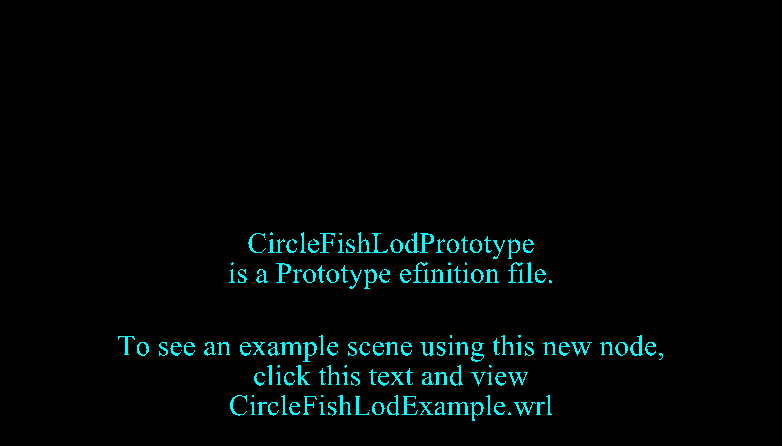 CircleFishLodPrototype
is a Prototype efinition file.
To see an example scene using this new node,
click this text and view
CircleFishLodExample.wrl